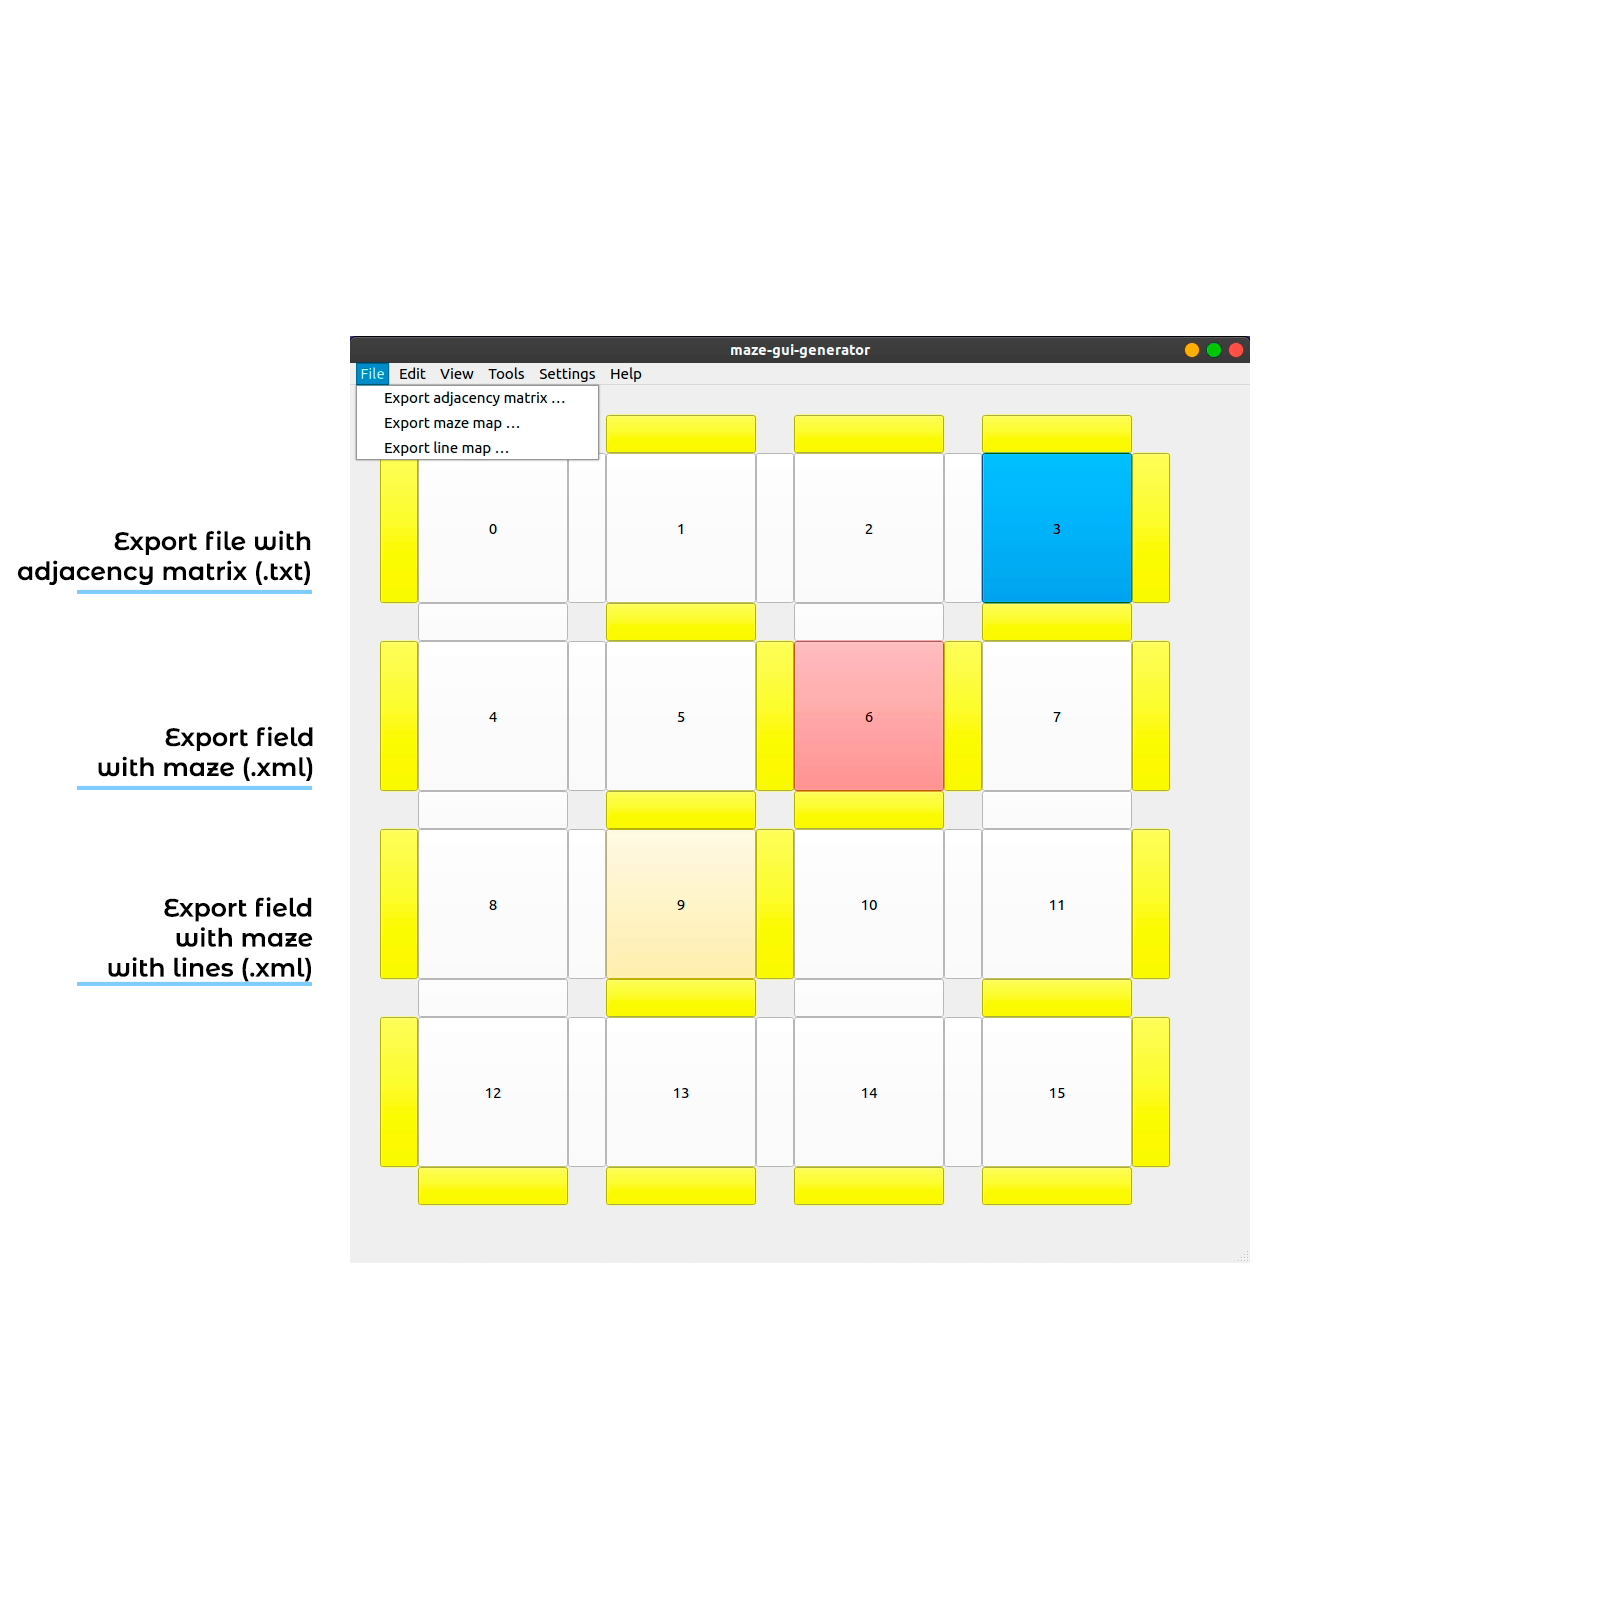 maze-gui-generator
File Edit View Tools Settings Help
Export adjacency matrix ...
Export maze map ...
Export line map ...
0 1 2 3
Export file with
adjacency matrix (.txt)
4 5 6 7
Export field
with maze (.xml)
8 9 10 11
Export field
with maze
with lines (.xml)
12 13 14 15